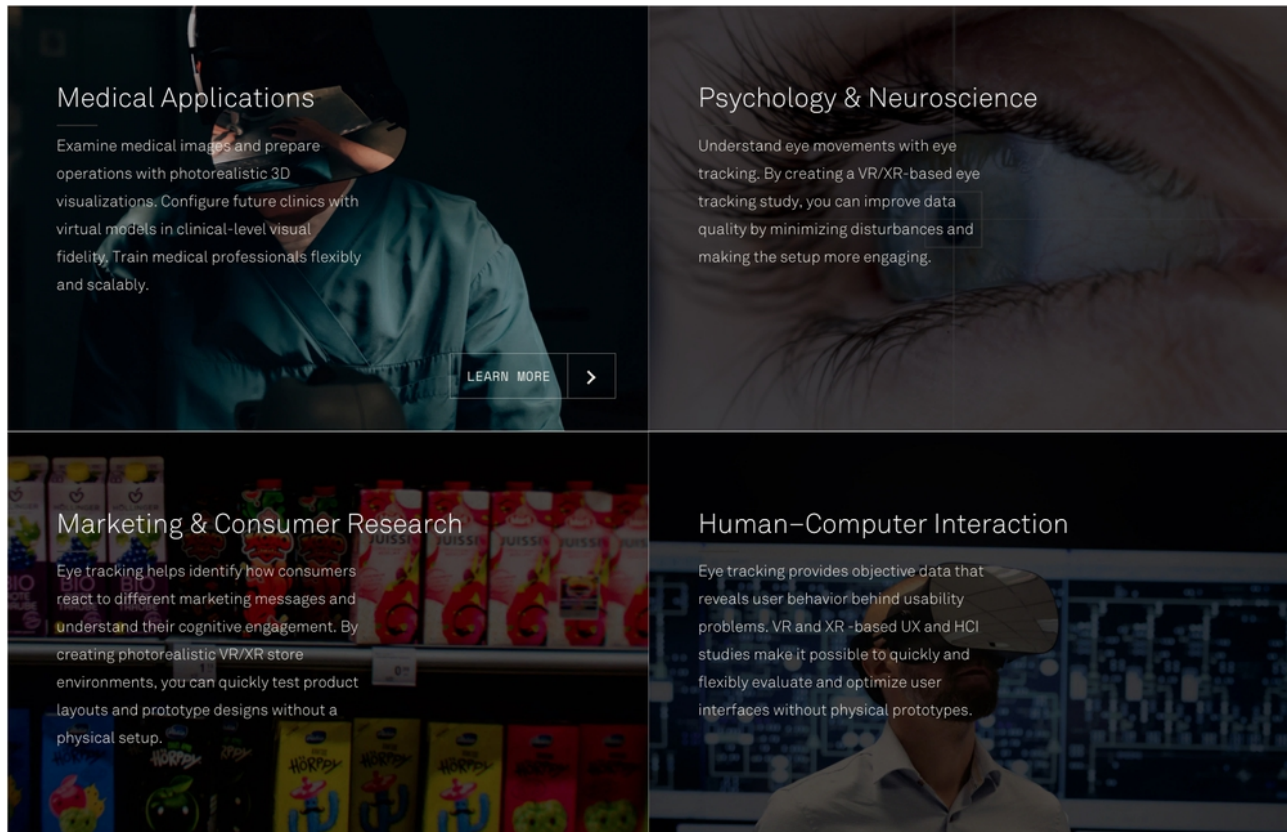 Medical Applications
Examine medical images and prepare
operations with photorealistic 3D
visualizations. Configure future clinics with
virtual models in clinical-level visual
fidelity. Train medical professionals flexibly
and scalably.
LEARN MORE
Psychology & Neuroscience
Understand eye movements with eye
tracking. By creating a VR/XR-based eye
tracking study, you can improve data
quality by minimizing disturbances and
making the setup more engaging.
Marketing & Consumer Research
Eye tracking helps identify how consumers
react to different marketing messages and
understand their cognitive engagement. By
creating photorealistic VR/XR store
environments, you can quickly test product
layouts and prototype designs without a
physical setup.
Human–Computer Interaction
Eye tracking provides objective data that
reveals user behavior behind usability
problems. VR and XR -based UX and HCI
studies make it possible to quickly and
flexibly evaluate and optimize user
interfaces without physical prototypes.